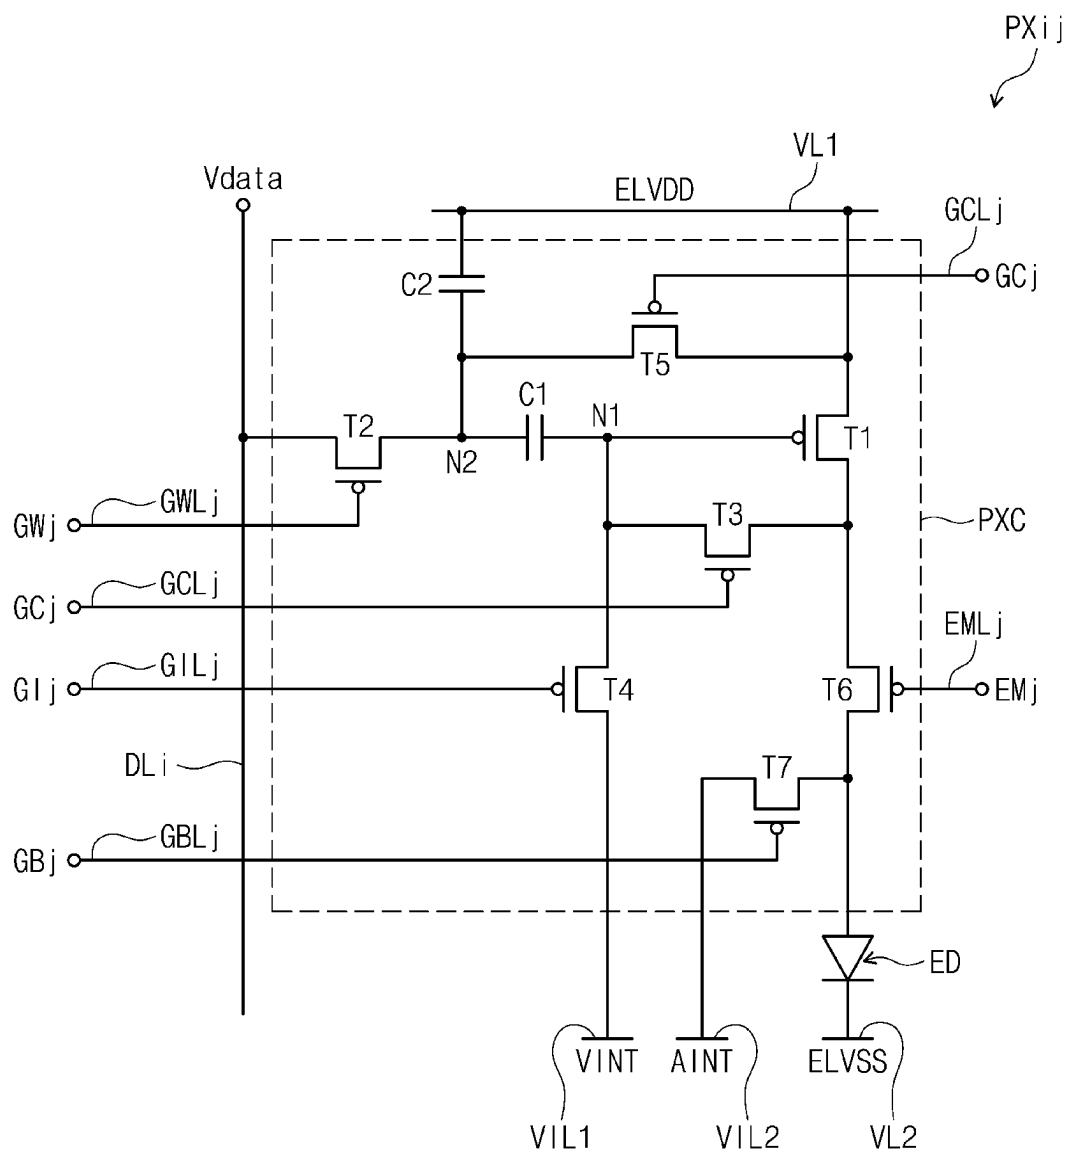 PXij
VL1
Vdata
ELVDD
GCLj
C2
GCj
T5
C1
N1
T2
T1
N2
GWLj
T3
GWj
PXC
GCLj
GCj
EMLj
GILj
GIj
T4
T6
EMj
DLi
T7
GBLj
GBj
ED
VINT
AINT
ELVSS
VIL1
VIL2
VL2